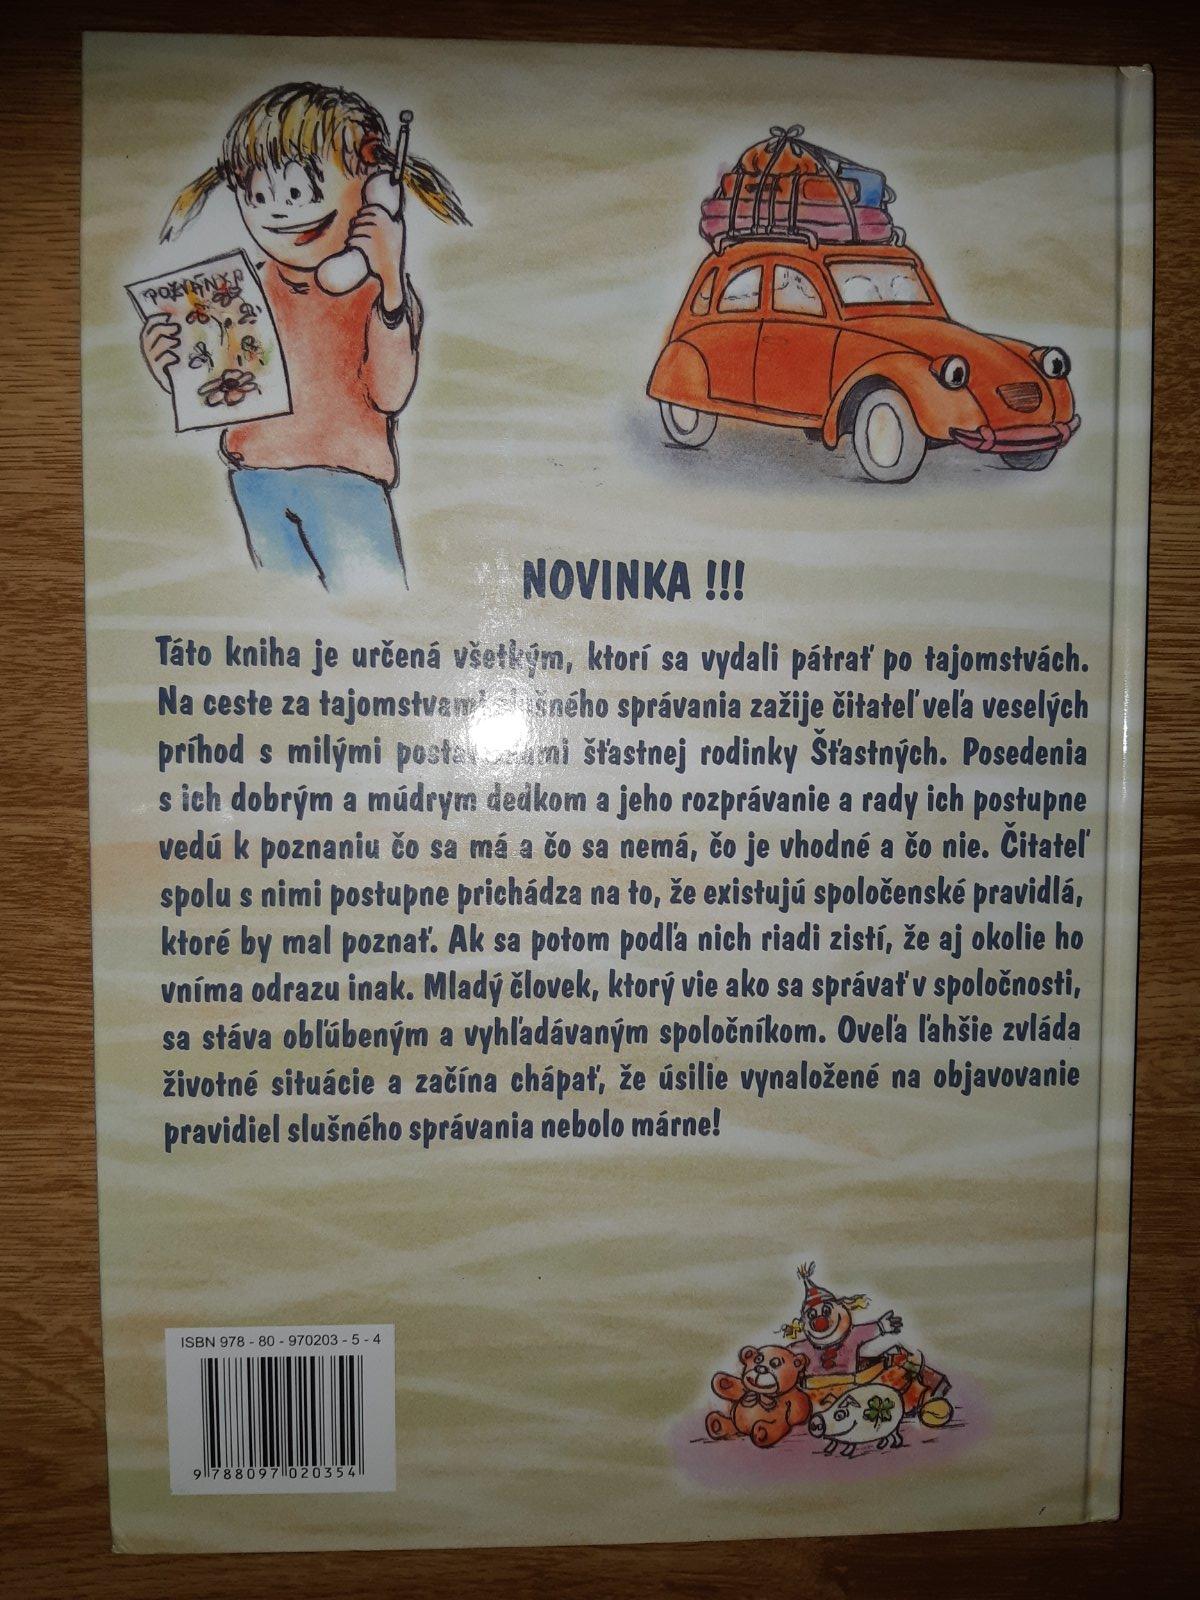 POZVÁNKA
NOVINKA !!!
Táto kniha je určená všetkým, ktorí sa vydali pátrať po tajomstvách.
Na ceste za tajomstvami slušného správania zažije čitateľ veľa veselých
príhod s milými postavičkami šťastnej rodinky Šťastných. Posedenia
s ich dobrým a múdrym dedkom a jeho rozprávanie a rady ich postupne
vedú k poznaniu čo sa má a čo sa nemá, čo je vhodné a čo nie. Čitateľ
spolu s nimi postupne prichádza na to, že existujú spoločenské pravidlá,
ktoré by mal poznať. Ak sa potom podľa nich riadi zistí, že aj okolie ho
vníma odrazu inak. Mladý človek, ktorý vie ako sa správať v spoločnosti,
sa stáva obľúbeným a vyhľadávaným spoločníkom. Oveľa ľahšie zvláda
životné situácie a začína chápať, že úsilie vynaložené na objavovanie
pravidiel slušného správania nebolo márne!
ISBN 978 - 80 - 970203 - 5 - 4
9 788097 020354